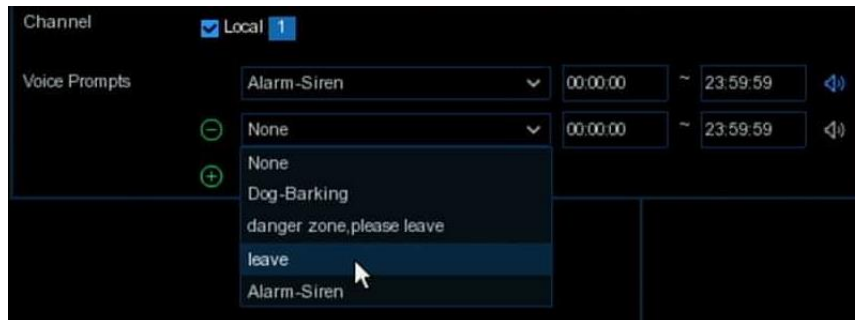 Channel Local 1
Voice Prompts Alarm-Siren 00:00:00 ~ 23:59:59
None 00:00:00 ~ 23:59:59
None
Dog-Barking
danger zone,please leave
leave
Alarm-Siren